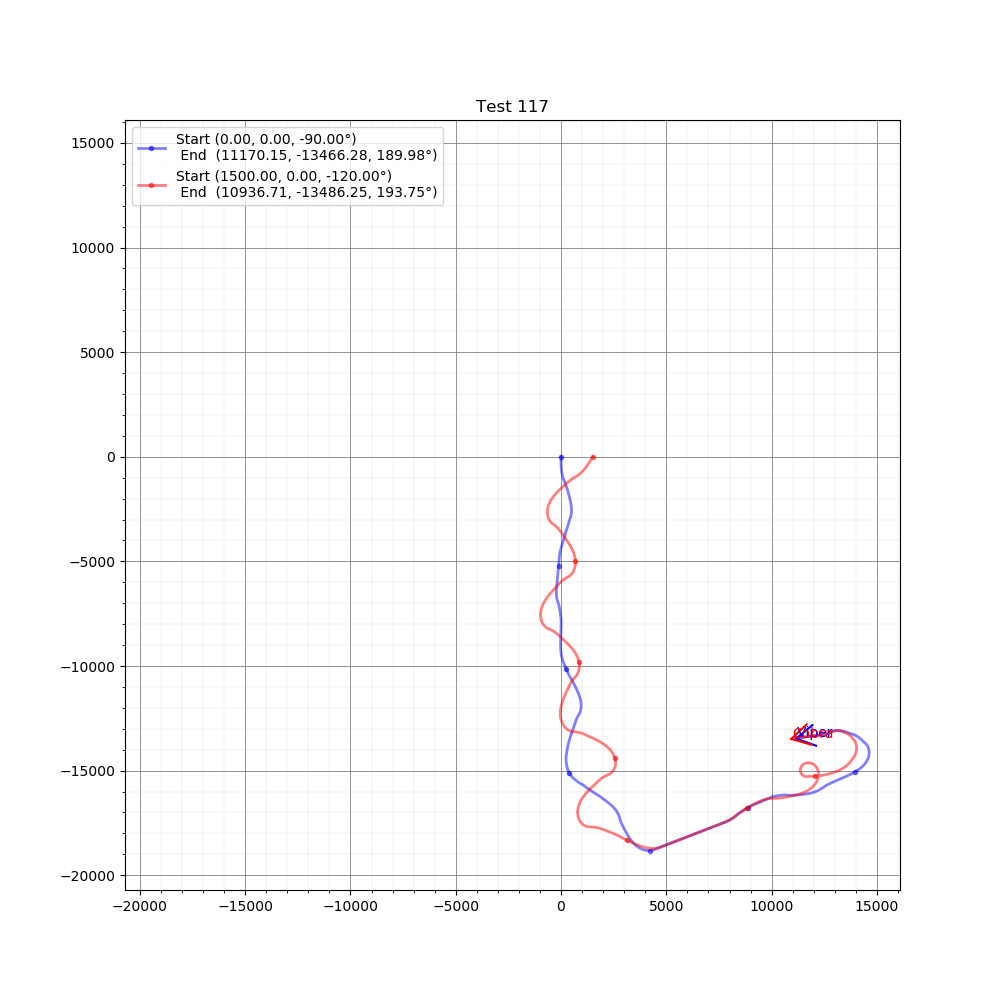 Test 117
Start (0.00, 0.00, -90.00°)
End (11170.15, -13466.28, 189.98°)
Start (1500.00, 0.00, -120.00°)
End (10936.71, -13486.25, 193.75°)
15000
10000
5000
0
−5000
−10000
−15000
−20000
−20000 −15000 −10000 −5000 0 5000 10000 15000